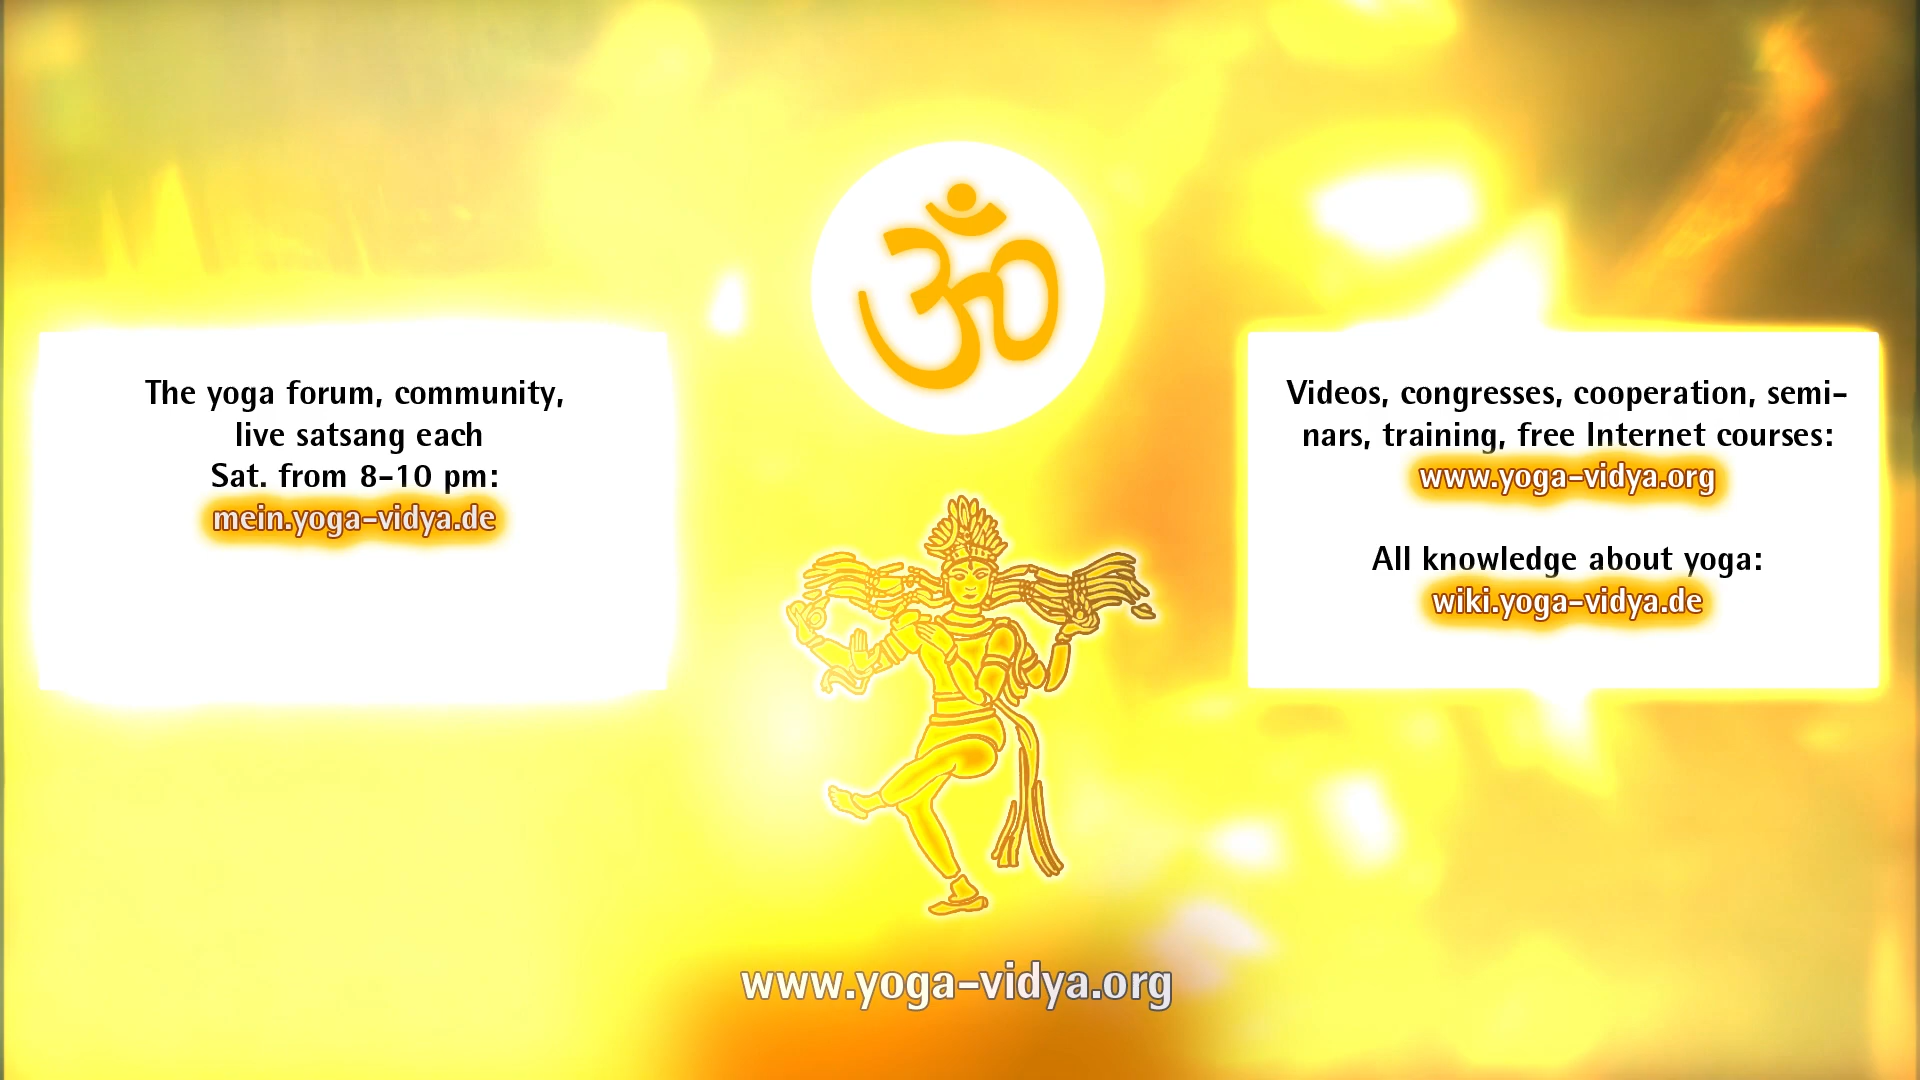 ॐ
The yoga forum, community,
live satsang each
Sat. from 8-10 pm:
mein.yoga-vidya.de
Videos, congresses, cooperation, semi-
nars, training, free Internet courses:
www.yoga-vidya.org
All knowledge about yoga:
wiki.yoga-vidya.de
www.yoga-vidya.org